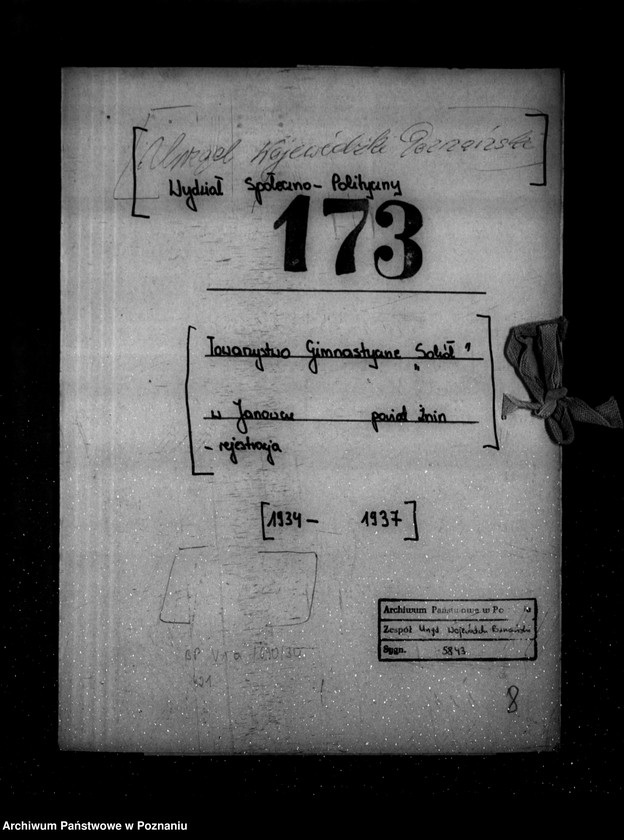 [Urząd Wojewódzki Poznański
Wydział Społeczno-Polityczny]
173
[Towarzystwo Gimnastyczne "Sokół"
w Janowcu powiat Żnin
- rejestracja]
[1934 - 1937]
Archiwum Państwowe w Po
Zespół Urząd Wojewódzki Poznański
Sygn. 5843
8
Archiwum Państwowe w Poznaniu